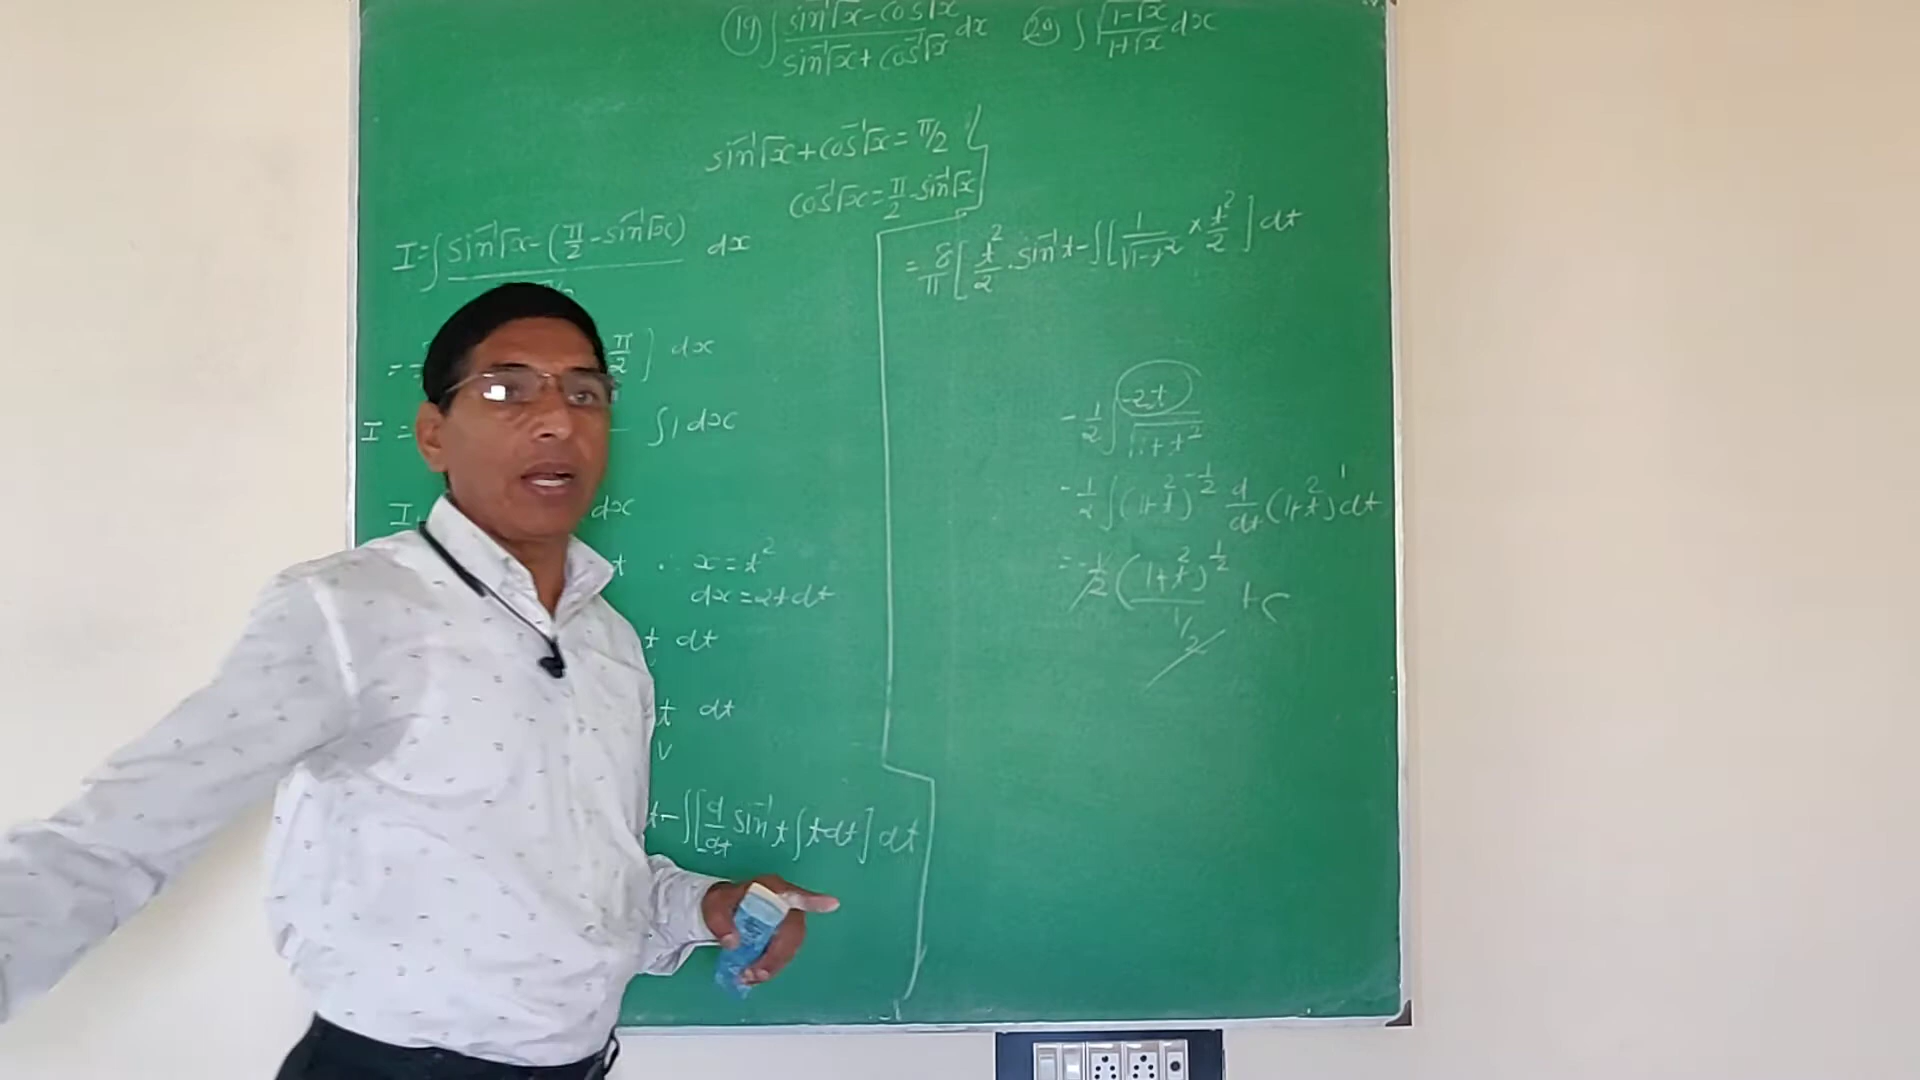 (19) ∫ (sin⁻¹√x - cos⁻¹√x)/(sin⁻¹√x + cos⁻¹√x) dx (20) ∫ √((1-√x)/(1+√x)) dx
sin⁻¹√x + cos⁻¹√x = π/2
cos⁻¹√x = π/2 - sin⁻¹√x
I = ∫ sin⁻¹√x - (π/2 - sin⁻¹√x) dx
π/2 ] dx
I = ∫ 1 dx
I dx
t ∴ x = t²
dx = 2t dt
t dt
t dt
v
t - ∫ [ d/dt sin⁻¹t ∫ t dt ] dt
= 8/π [ t²/2 . sin⁻¹t - ∫ [ 1/√(1-t²) × t²/2 ] dt
- 1/2 ∫ -2t/√(1+t²)
- 1/2 ∫ (1+t²)^(-1/2) d/dt (1+t²)¹ dt
= - 1/2 (1+t²)^(1/2) / (1/2) + c